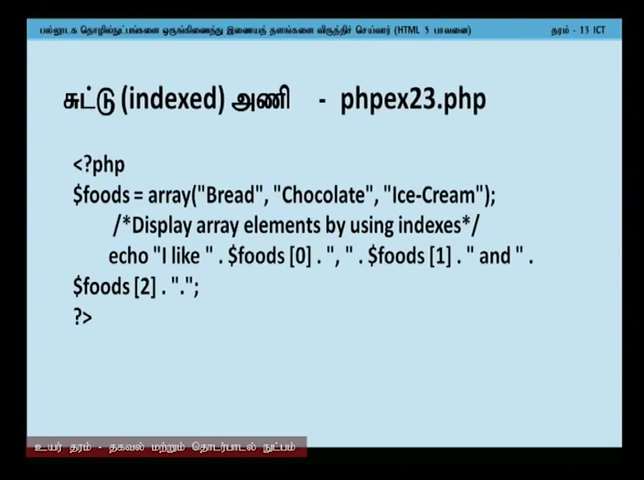 பல்லூடக தொழில்நுட்பங்களை ஒருங்கிணைத்து இணையத் தளங்களை விருத்திச் செய்வார் (HTML 5 பாவனை) தரம் - 13 ICT
சுட்டு (indexed) அணி - phpex23.php
<?php
$foods = array("Bread", "Chocolate", "Ice-Cream");
/*Display array elements by using indexes*/
echo "I like " . $foods [0] . ", " . $foods [1] . " and " .
$foods [2] . ".";
?>
உயர் தரம் - தகவல் மற்றும் தொடர்பாடல் நுட்பம்